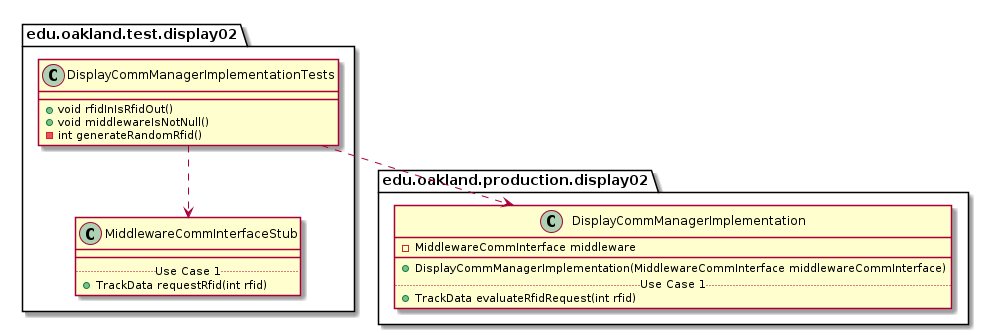 edu.oakland.test.display02
C DisplayCommManagerImplementationTests
void rfidInIsRfidOut()
void middlewareIsNotNull()
int generateRandomRfid()
C MiddlewareCommInterfaceStub
Use Case 1
TrackData requestRfid(int rfid)
edu.oakland.production.display02
C DisplayCommManagerImplementation
MiddlewareCommInterface middleware
DisplayCommManagerImplementation(MiddlewareCommInterface middlewareCommInterface)
Use Case 1
TrackData evaluateRfidRequest(int rfid)